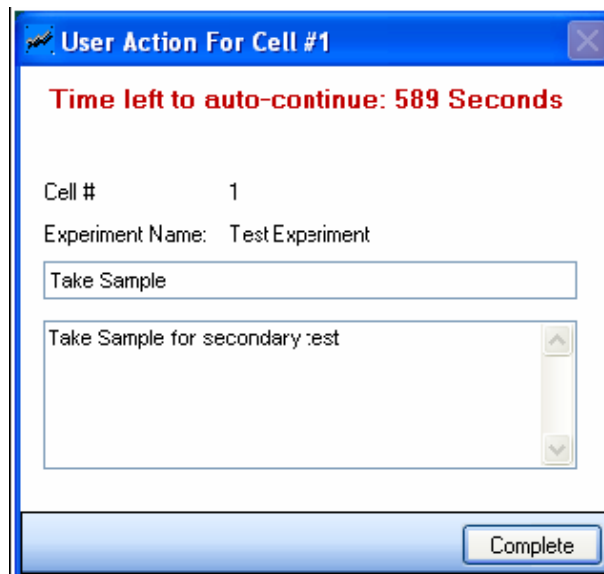 User Action For Cell #1
Time left to auto-continue: 589 Seconds
Cell # 1
Experiment Name: Test Experiment
Take Sample
Take Sample for secondary test
Complete